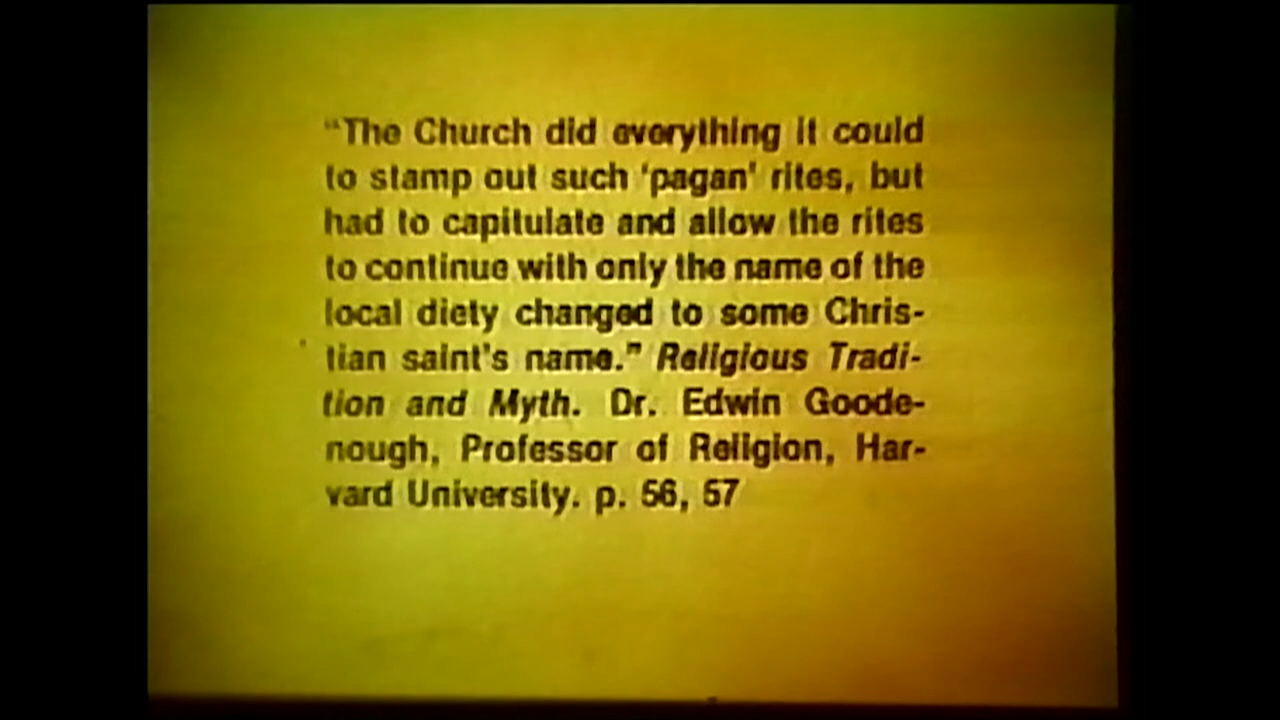 "The Church did everything it could
to stamp out such 'pagan' rites, but
had to capitulate and allow the rites
to continue with only the name of the
local diety changed to some Chris-
tian saint's name." Religious Tradi-
tion and Myth. Dr. Edwin Goode-
nough, Professor of Religion, Har-
vard University. p. 56, 57